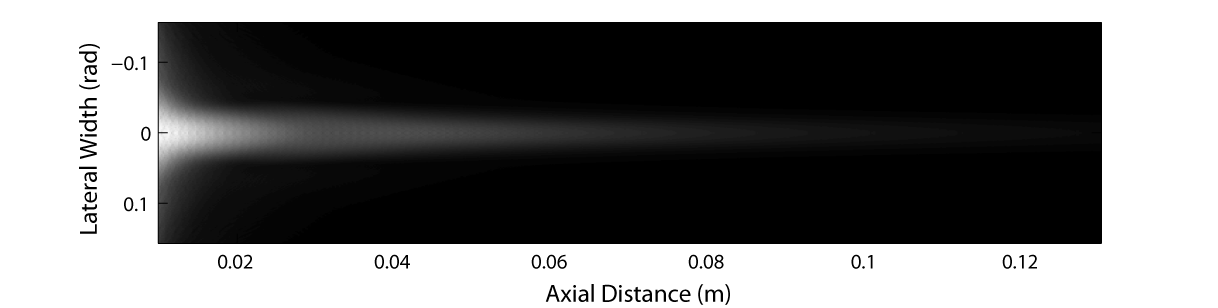 Lateral Width (rad)
−0.1
0
0.1
0.02 0.04 0.06 0.08 0.1 0.12
Axial Distance (m)